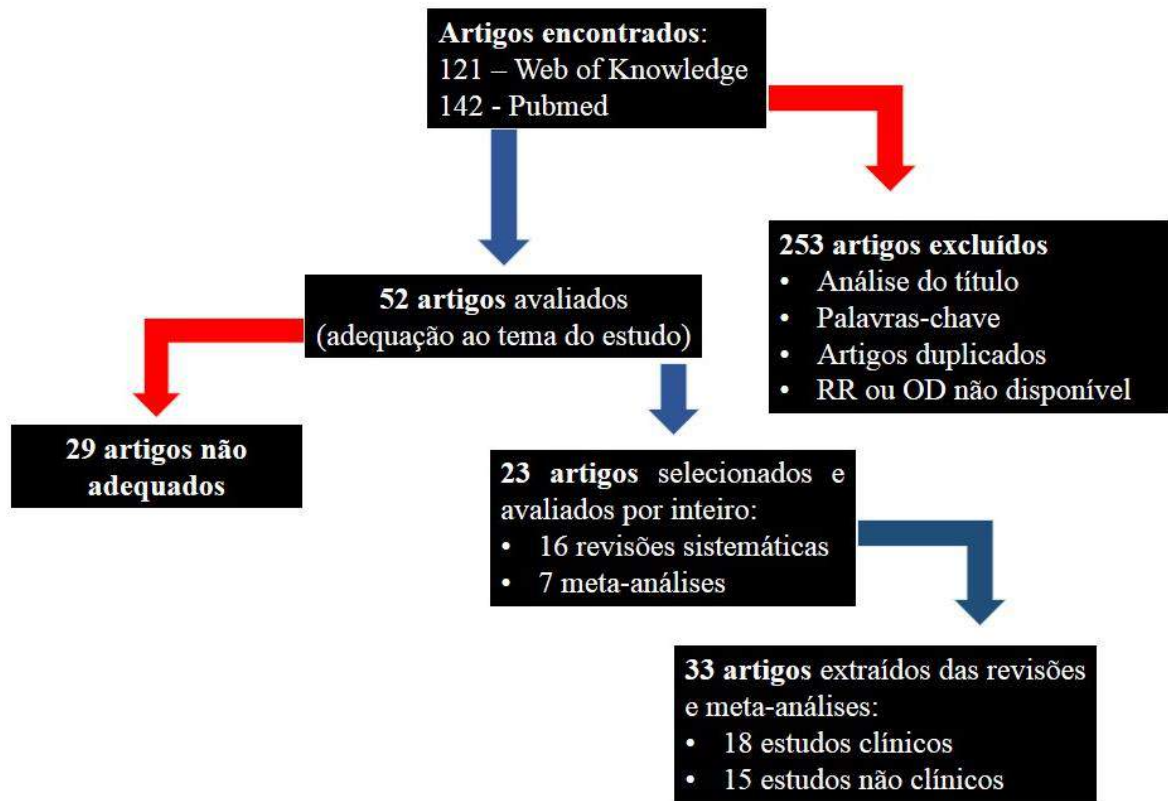 Artigos encontrados:
121 – Web of Knowledge
142 - Pubmed
253 artigos excluídos
• Análise do título
• Palavras-chave
• Artigos duplicados
• RR ou OD não disponível
52 artigos avaliados
(adequação ao tema do estudo)
29 artigos não
adequados
23 artigos selecionados e
avaliados por inteiro:
• 16 revisões sistemáticas
• 7 meta-análises
33 artigos extraídos das revisões
e meta-análises:
• 18 estudos clínicos
• 15 estudos não clínicos